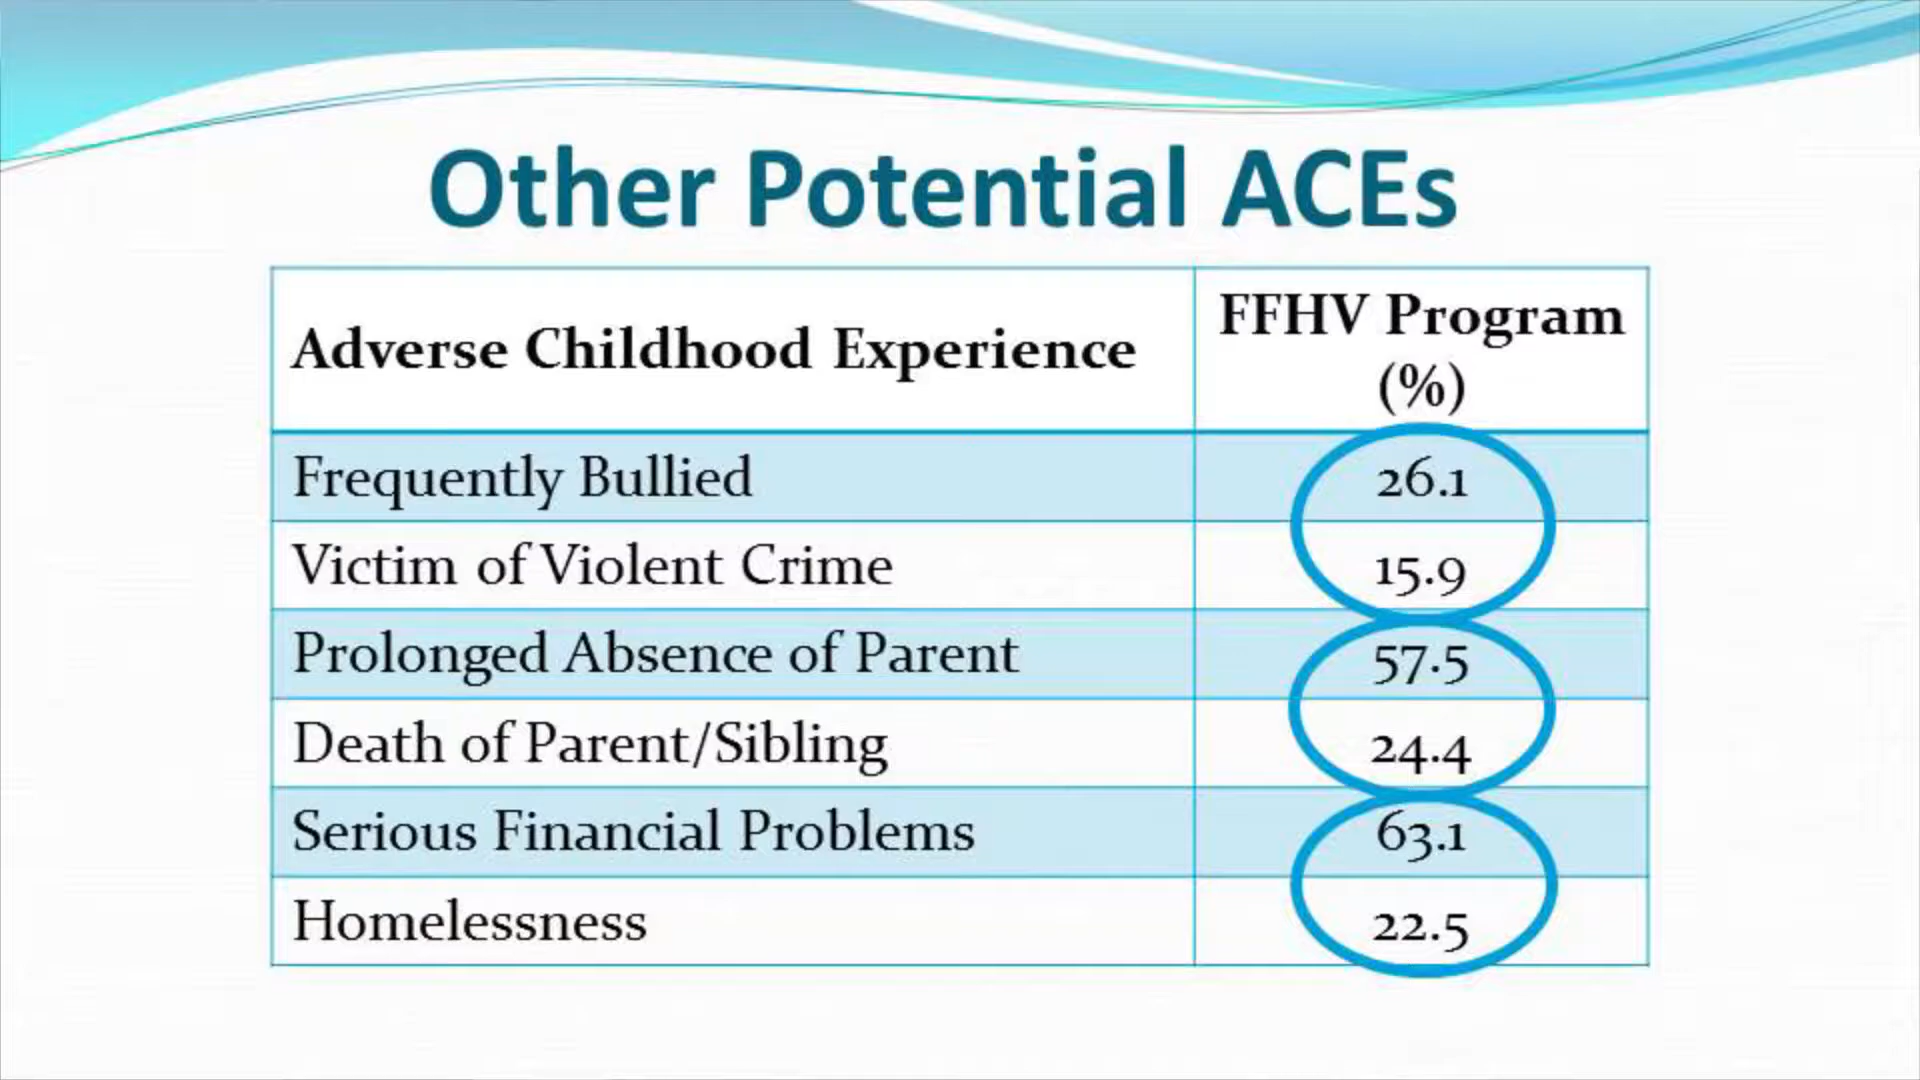 Other Potential ACEs
Adverse Childhood Experience
FFHV Program
(%)
Frequently Bullied 26.1
Victim of Violent Crime 15.9
Prolonged Absence of Parent 57.5
Death of Parent/Sibling 24.4
Serious Financial Problems 63.1
Homelessness 22.5